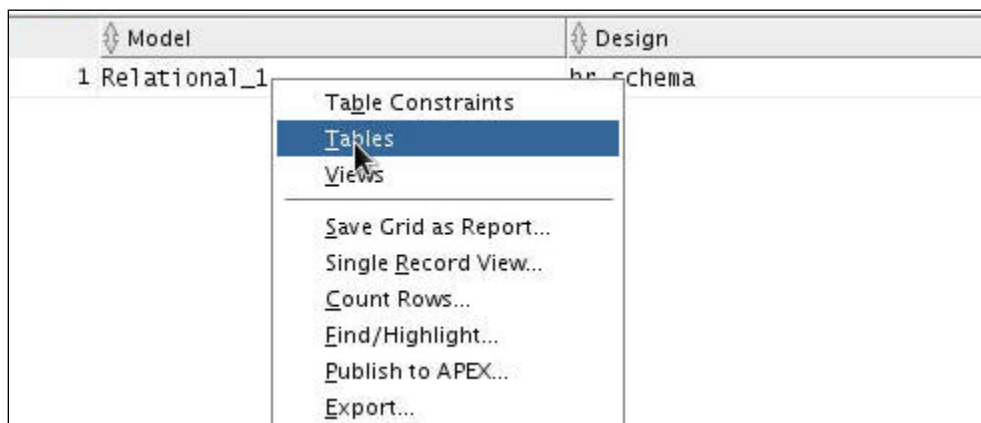 Model Design
1 Relational_1 hr_schema
Table Constraints
Tables
Views
Save Grid as Report...
Single Record View...
Count Rows...
Find/Highlight...
Publish to APEX...
Export...